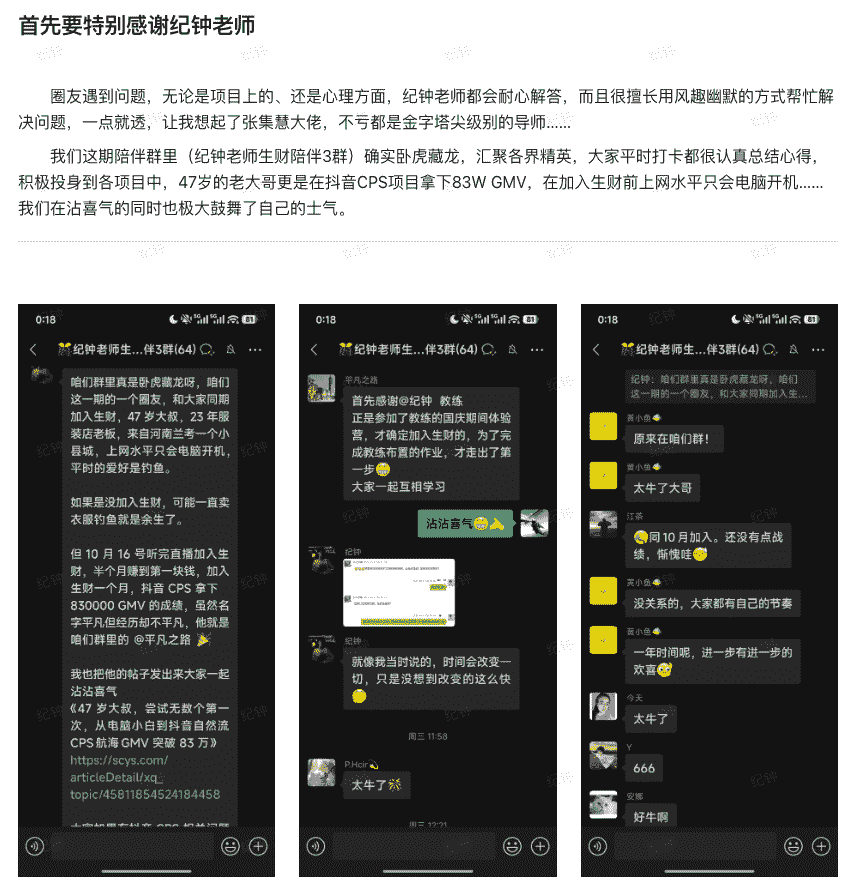 首先要特别感谢纪钟老师
圈友遇到问题，无论是项目上的、还是心理方面，纪钟老师都会耐心解答，而且很擅长用风趣幽默的方式帮忙解
决问题，一点就透，让我想起了张集慧大佬，不亏都是金字塔尖级别的导师......
我们这期陪伴群里（纪钟老师生财陪伴3群）确实卧虎藏龙，汇聚各界精英，大家平时打卡都很认真总结心得，
积极投身到各项目中，47岁的老大哥更是在抖音CPS项目拿下83W GMV，在加入生财前上网水平只会电脑开机......
我们在沾喜气的同时也极大鼓舞了自己的士气。
0:18
5G 5G 81
纪钟老师生...伴3群(64)
咱们群里真是卧虎藏龙呀，咱们
这一期的一个圈友，和大家同期
加入生财，47 岁大叔，23 年服
装店老板，来自河南兰考一个小
县城，上网水平只会电脑开机，
平时的爱好是钓鱼。
如果是没加入生财，可能一直卖
衣服钓鱼就是余生了。
但 10 月 16 号听完直播加入生
财，半个月赚到第一块钱，加入
生财一个月，抖音 CPS 拿下
830000 GMV 的成绩，虽然名
字平凡但经历却不平凡，他就是
咱们群里的 @平凡之路
我也把他的帖子发出来大家一起
沾沾喜气
《47 岁大叔，尝试无数个第一
次，从电脑小白到抖音自然流
CPS航海GMV 突破 83 万》
https://scys.com/
articleDetail/xq_
topic/45811854524184458
0:18
5G 5G 81
纪钟老师生...伴3群(64)
平凡之路
首先感谢@纪钟 教练
正是参加了教练的国庆期间体验
营，才确定加入生财的，为了完
成教练布置的作业，才走出了第
一步
大家一起互相学习
沾沾喜气
纪钟
纪钟
就像我当时说的，时间会改变一
切，只是没想到改变的这么快
周三 11:58
P.Hcir
太牛了
周三 12:21
0:18
5G 5G 81
纪钟老师生...伴3群(64)
纪钟：咱们群里真是卧虎藏龙呀，咱们
这一期的一个圈友，和大家同期加入生...
黄小鱼
原来在咱们群！
黄小鱼
太牛了大哥
江茶
同 10 月加入。还没有点战
绩，惭愧哇
黄小鱼
没关系的，大家都有自己的节奏
黄小鱼
一年时间呢，进一步有进一步的
欢喜
今天
太牛了
Y
666
安娜
好牛啊
纪钟